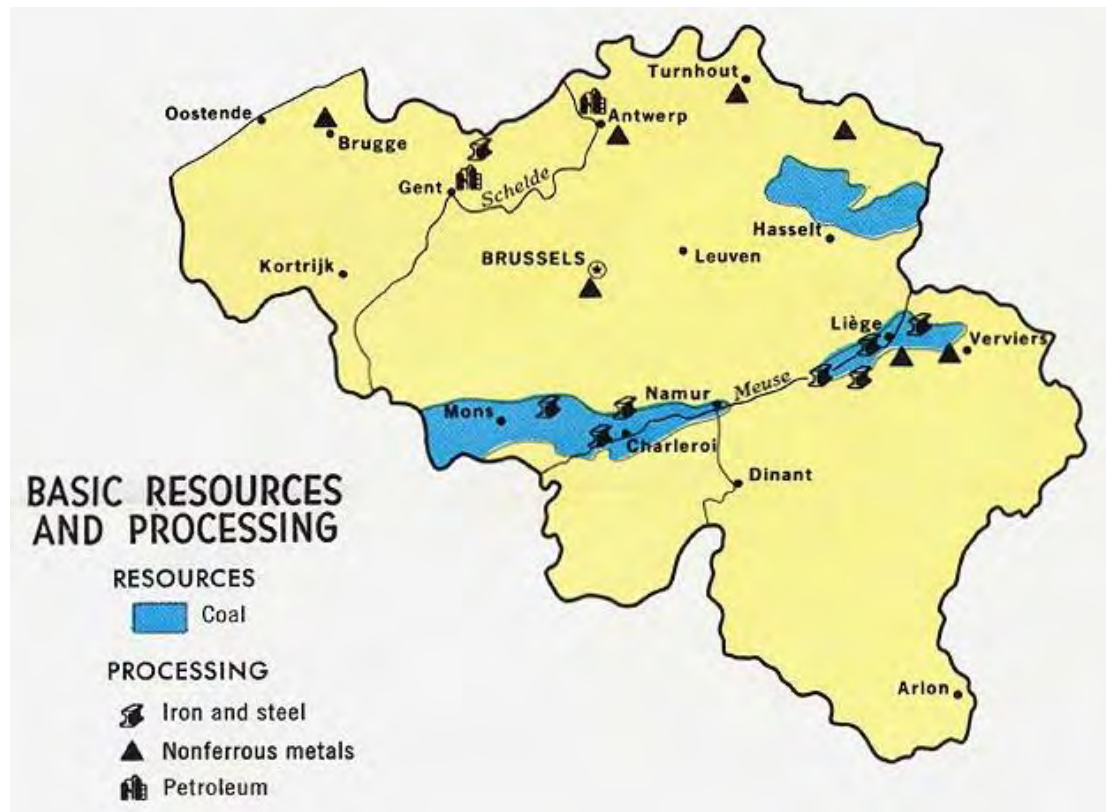 Turnhout
Oostende
Antwerp
Brugge
Gent
Schelde
Hasselt
BRUSSELS
Leuven
Kortrijk
Liège
Verviers
Namur
Meuse
Mons
Charleroi
Dinant
BASIC RESOURCES
AND PROCESSING
RESOURCES
Coal
PROCESSING
Iron and steel
Arlon
Nonferrous metals
Petroleum